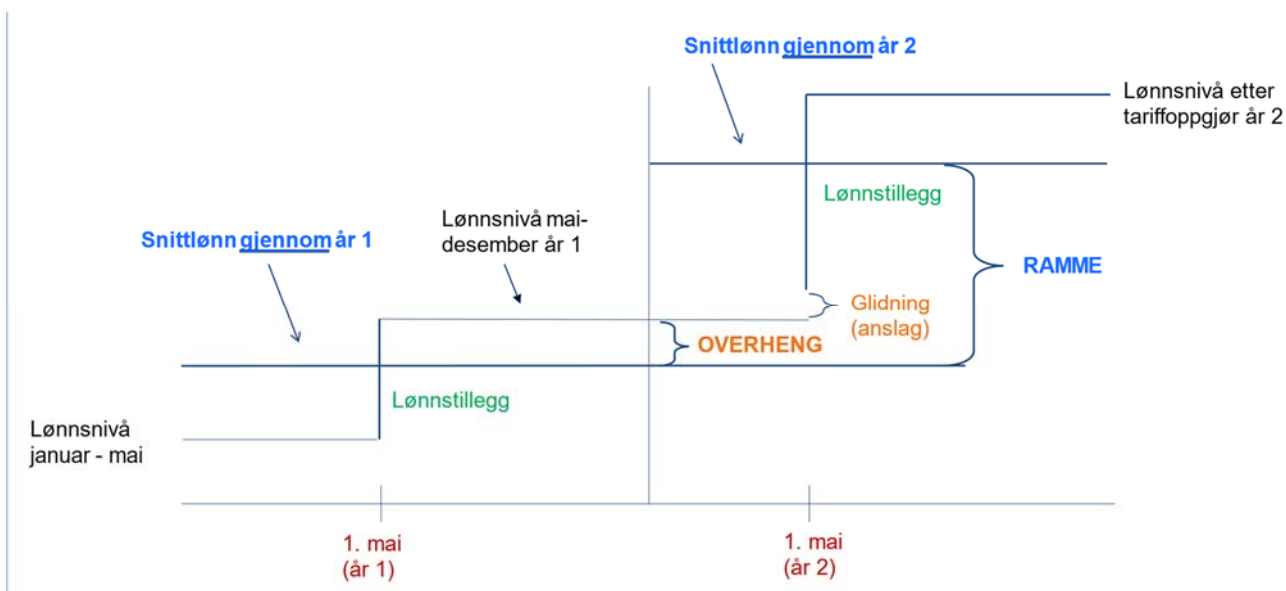 Snittlønn gjennom år 2
Lønnsnivå etter
tariffoppgjør år 2
Lønnstillegg
Lønnsnivå mai-
desember år 1
Snittlønn gjennom år 1
RAMME
Glidning
(anslag)
OVERHENG
Lønnstillegg
Lønnsnivå
januar - mai
1. mai
(år 1)
1. mai
(år 2)